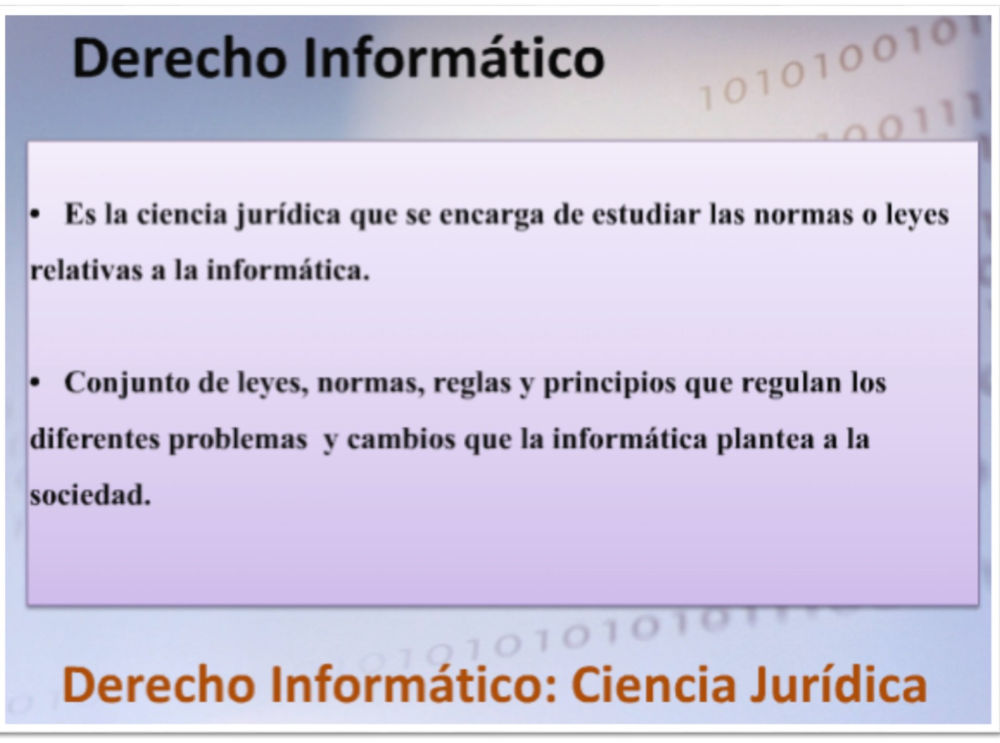 Derecho Informático
1010100101
100111
• Es la ciencia jurídica que se encarga de estudiar las normas o leyes
relativas a la informática.
• Conjunto de leyes, normas, reglas y principios que regulan los
diferentes problemas y cambios que la informática plantea a la
sociedad.
Derecho Informático: Ciencia Jurídica